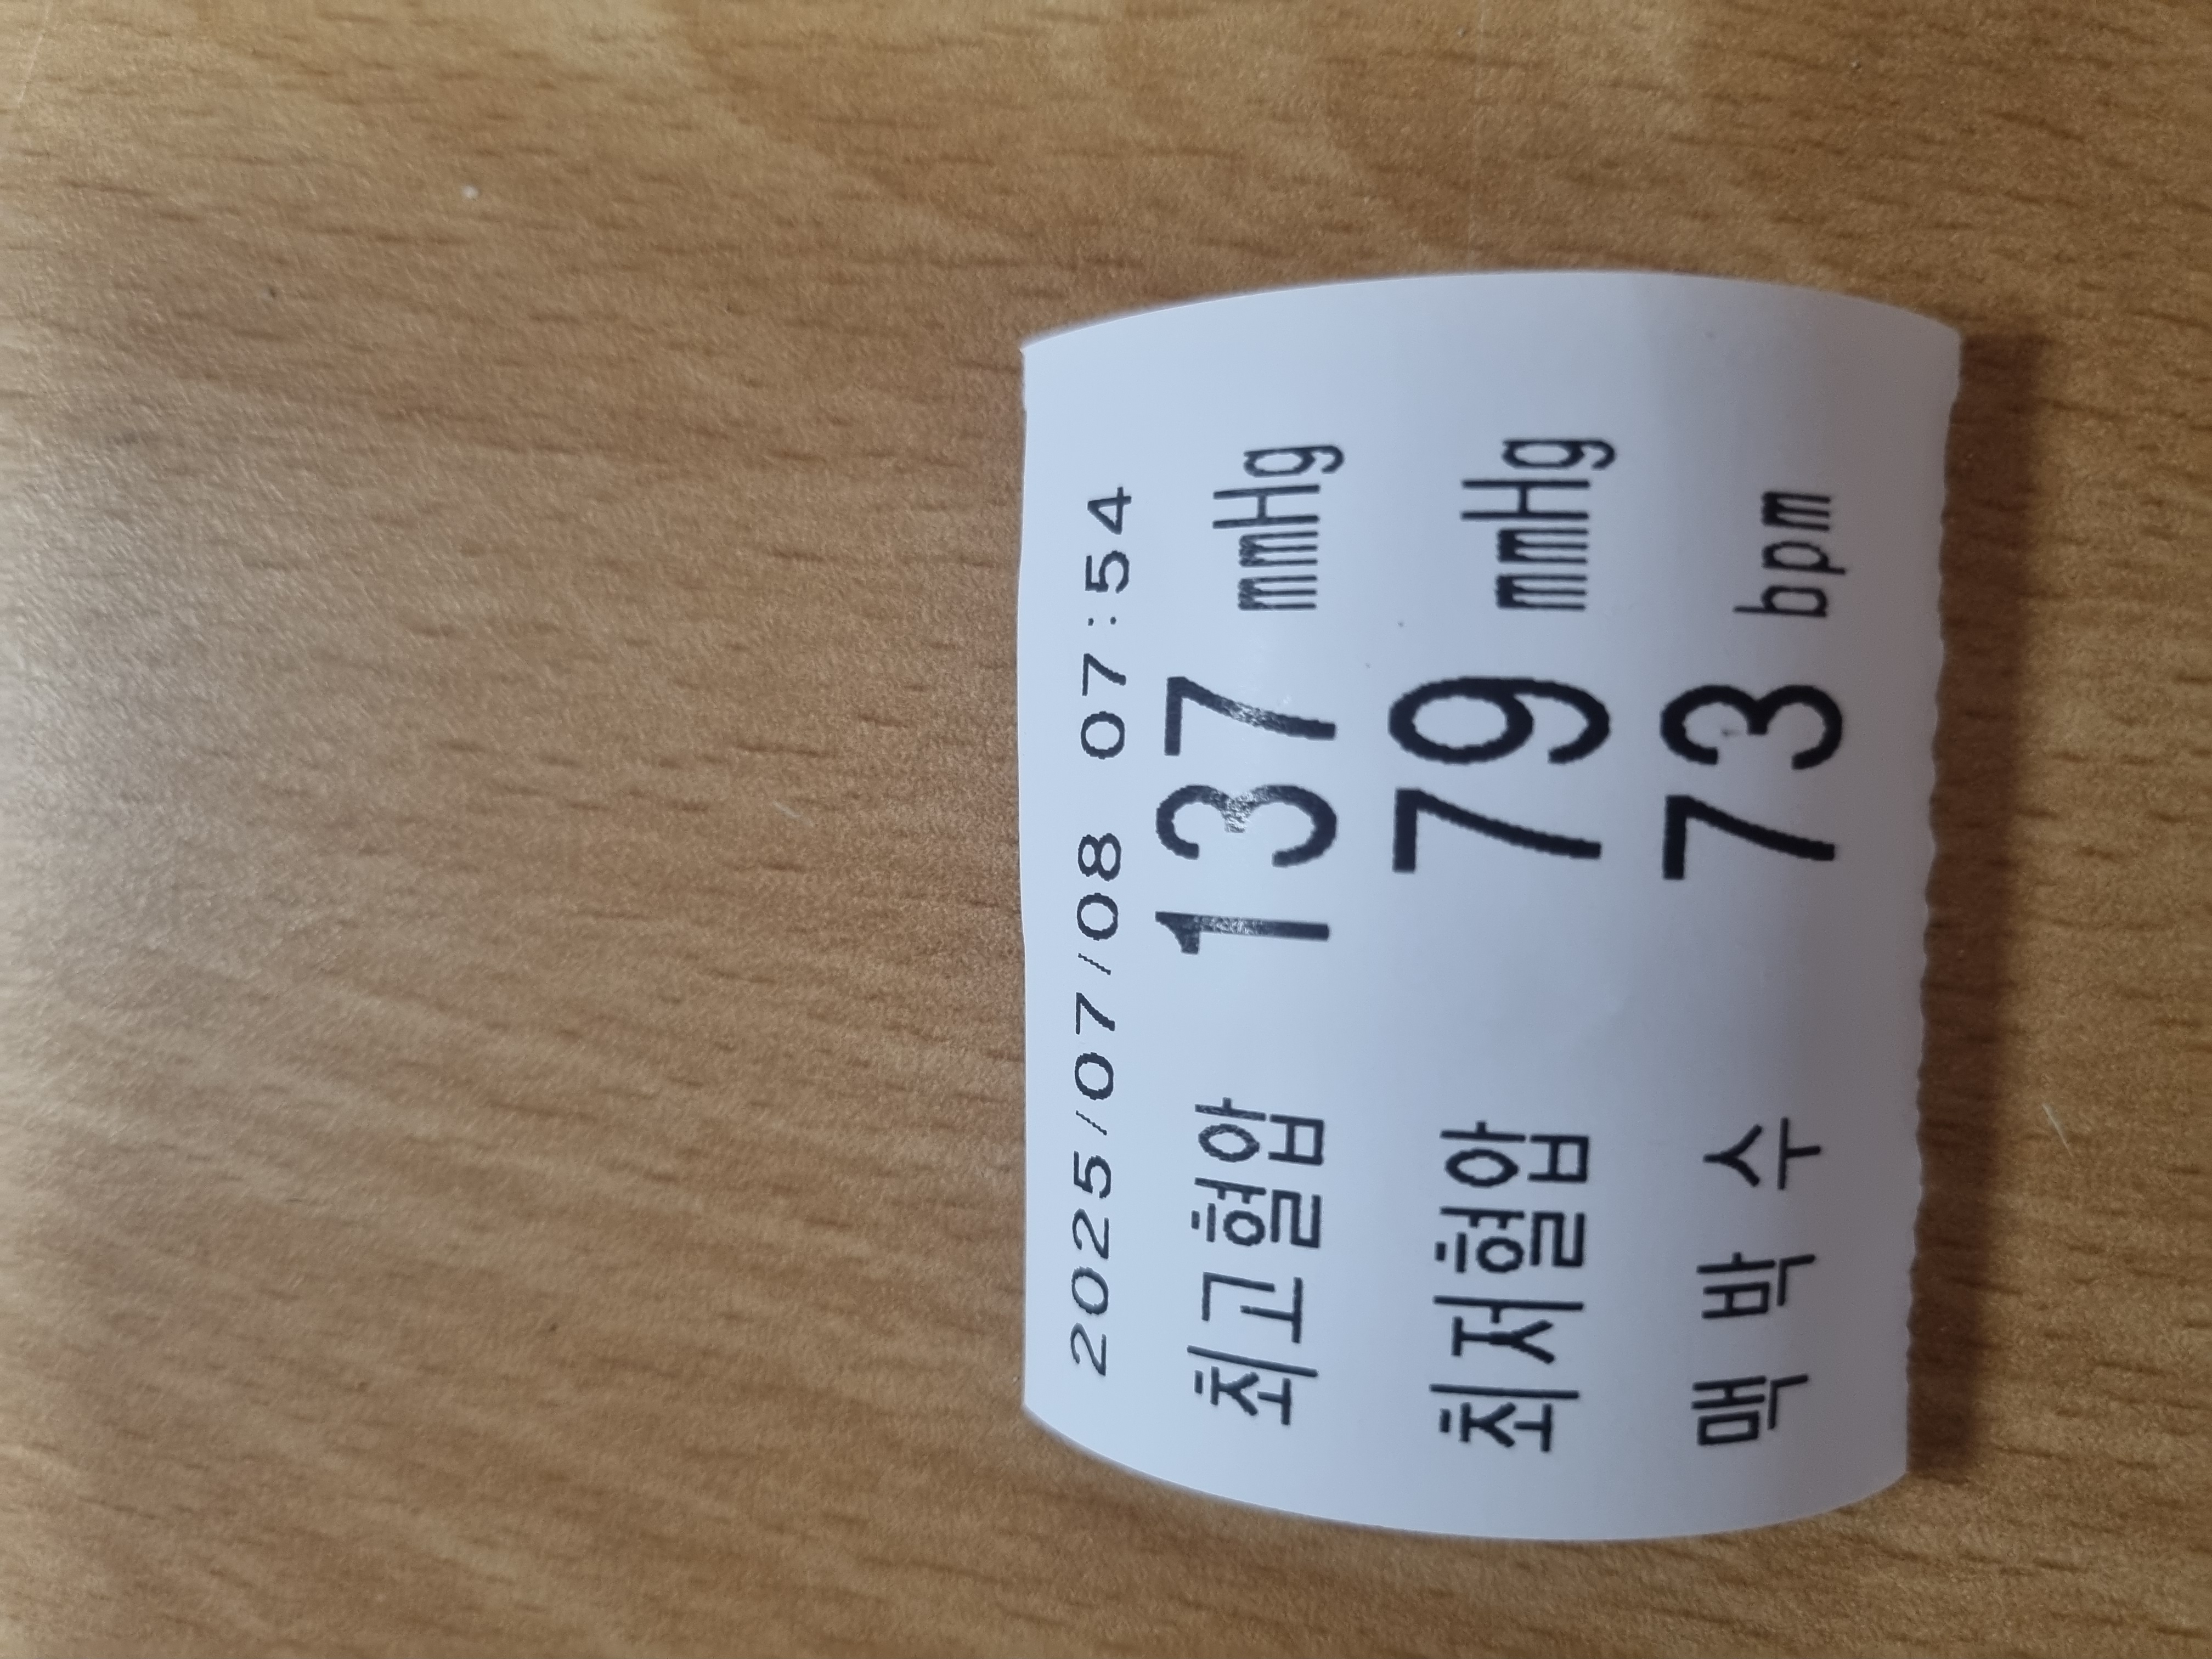 2025/07/08 07:54
최고혈압 137 mmHg
최저혈압 79 mmHg
맥 박 수 73 bpm